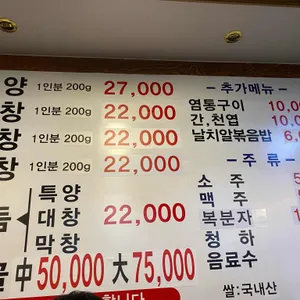 양 1인분 200g 27,000
창 1인분 200g 22,000
창 1인분 200g 22,000
창 1인분 200g 22,000
듬 특양 대창 막창 22,000
中 50,000 大 75,000
합니다
- 추가메뉴 -
염통구이 10,0
간,천엽 10,0
날치알볶음밥 6,0
- 주 류 -
소 주
맥 주
복분자
청 하
음료수
쌀:국내산